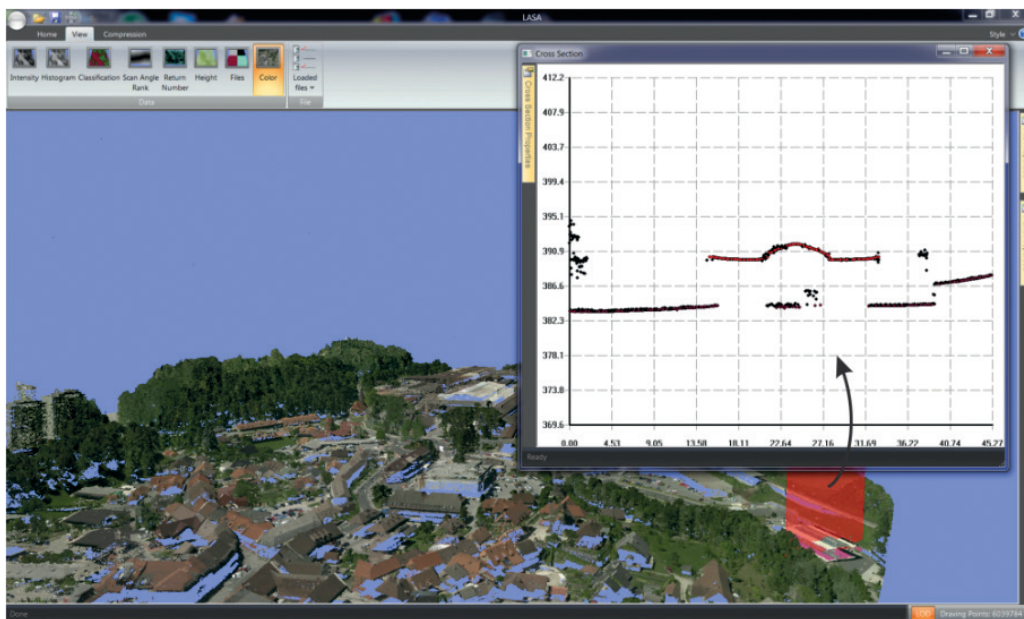 LASA
Home View Compression Style
Intensity Histogram Classification Scan Angle Rank Return Number Height Files Color Loaded files
Data File
Cross Section
Cross Section Properties
412.2
407.9
403.7
399.4
395.1
390.9
386.6
382.3
378.1
373.8
369.6
0.00 4.53 9.05 13.58 18.11 22.64 27.16 31.69 36.22 40.74 45.27
Ready
Done LOD Drawing Points: 6039784